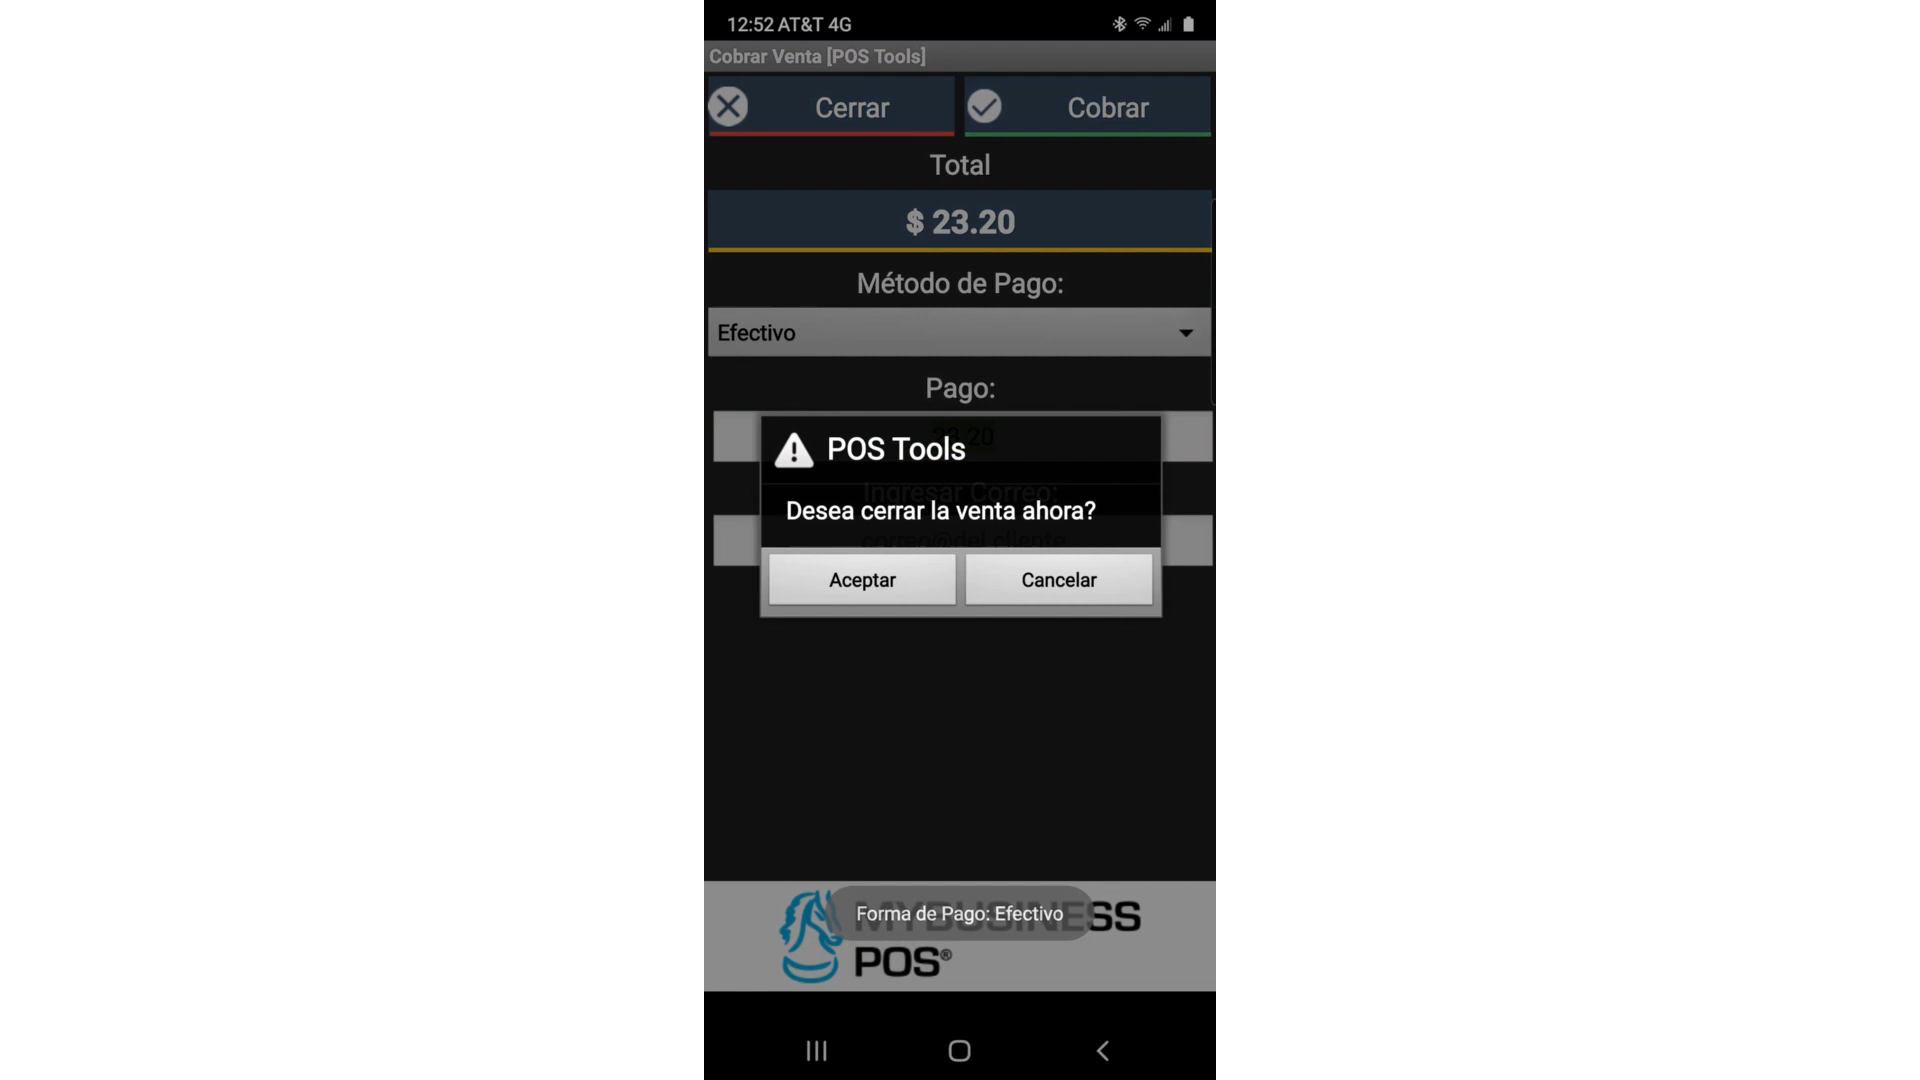 12:52 AT&T 4G
Cobrar Venta [POS Tools]
Cerrar
Cobrar
Total
$ 23.20
Método de Pago:
Efectivo
Pago:
23.20
POS Tools
Ingresar Correo:
Desea cerrar la venta ahora?
correo@del.cliente
Aceptar
Cancelar
Forma de Pago: Efectivo
MYBUSINESS
POS®